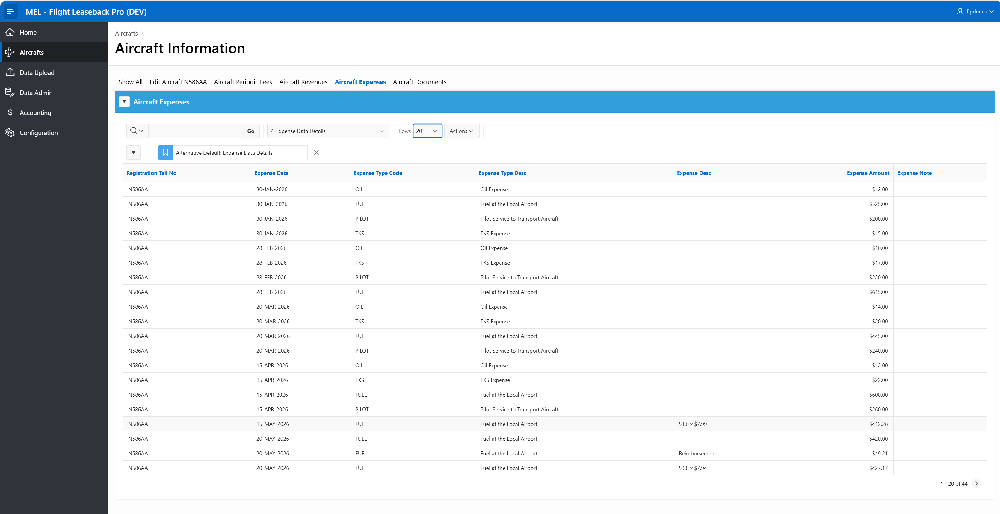 MEL - Flight Leaseback Pro (DEV)
flpdemo
Home
Aircrafts
Data Upload
Data Admin
Accounting
Configuration
Aircrafts \
Aircraft Information
Show All Edit Aircraft N586AA Aircraft Periodic Fees Aircraft Revenues Aircraft Expenses Aircraft Documents
Aircraft Expenses
Go 2. Expense Data Details Rows 20 Actions
Alternative Default: Expense Data Details
Registration Tail No Expense Date Expense Type Code Expense Type Desc Expense Desc Expense Amount Expense Note
N586AA 30-JAN-2026 OIL Oil Expense $12.00
N586AA 30-JAN-2026 FUEL Fuel at the Local Airport $525.00
N586AA 30-JAN-2026 PILOT Pilot Service to Transport Aircraft $200.00
N586AA 30-JAN-2026 TKS TKS Expense $15.00
N586AA 28-FEB-2026 OIL Oil Expense $10.00
N586AA 28-FEB-2026 TKS TKS Expense $17.00
N586AA 28-FEB-2026 PILOT Pilot Service to Transport Aircraft $220.00
N586AA 28-FEB-2026 FUEL Fuel at the Local Airport $615.00
N586AA 20-MAR-2026 OIL Oil Expense $14.00
N586AA 20-MAR-2026 TKS TKS Expense $20.00
N586AA 20-MAR-2026 FUEL Fuel at the Local Airport $445.00
N586AA 20-MAR-2026 PILOT Pilot Service to Transport Aircraft $240.00
N586AA 15-APR-2026 OIL Oil Expense $12.00
N586AA 15-APR-2026 TKS TKS Expense $22.00
N586AA 15-APR-2026 FUEL Fuel at the Local Airport $600.00
N586AA 15-APR-2026 PILOT Pilot Service to Transport Aircraft $260.00
N586AA 15-MAY-2026 FUEL Fuel at the Local Airport 51.6 x $7.99 $412.28
N586AA 20-MAY-2026 FUEL Fuel at the Local Airport $420.00
N586AA 20-MAY-2026 FUEL Fuel at the Local Airport Reimbursement $49.21
N586AA 20-MAY-2026 FUEL Fuel at the Local Airport 53.8 x $7.94 $427.17
1 - 20 of 44